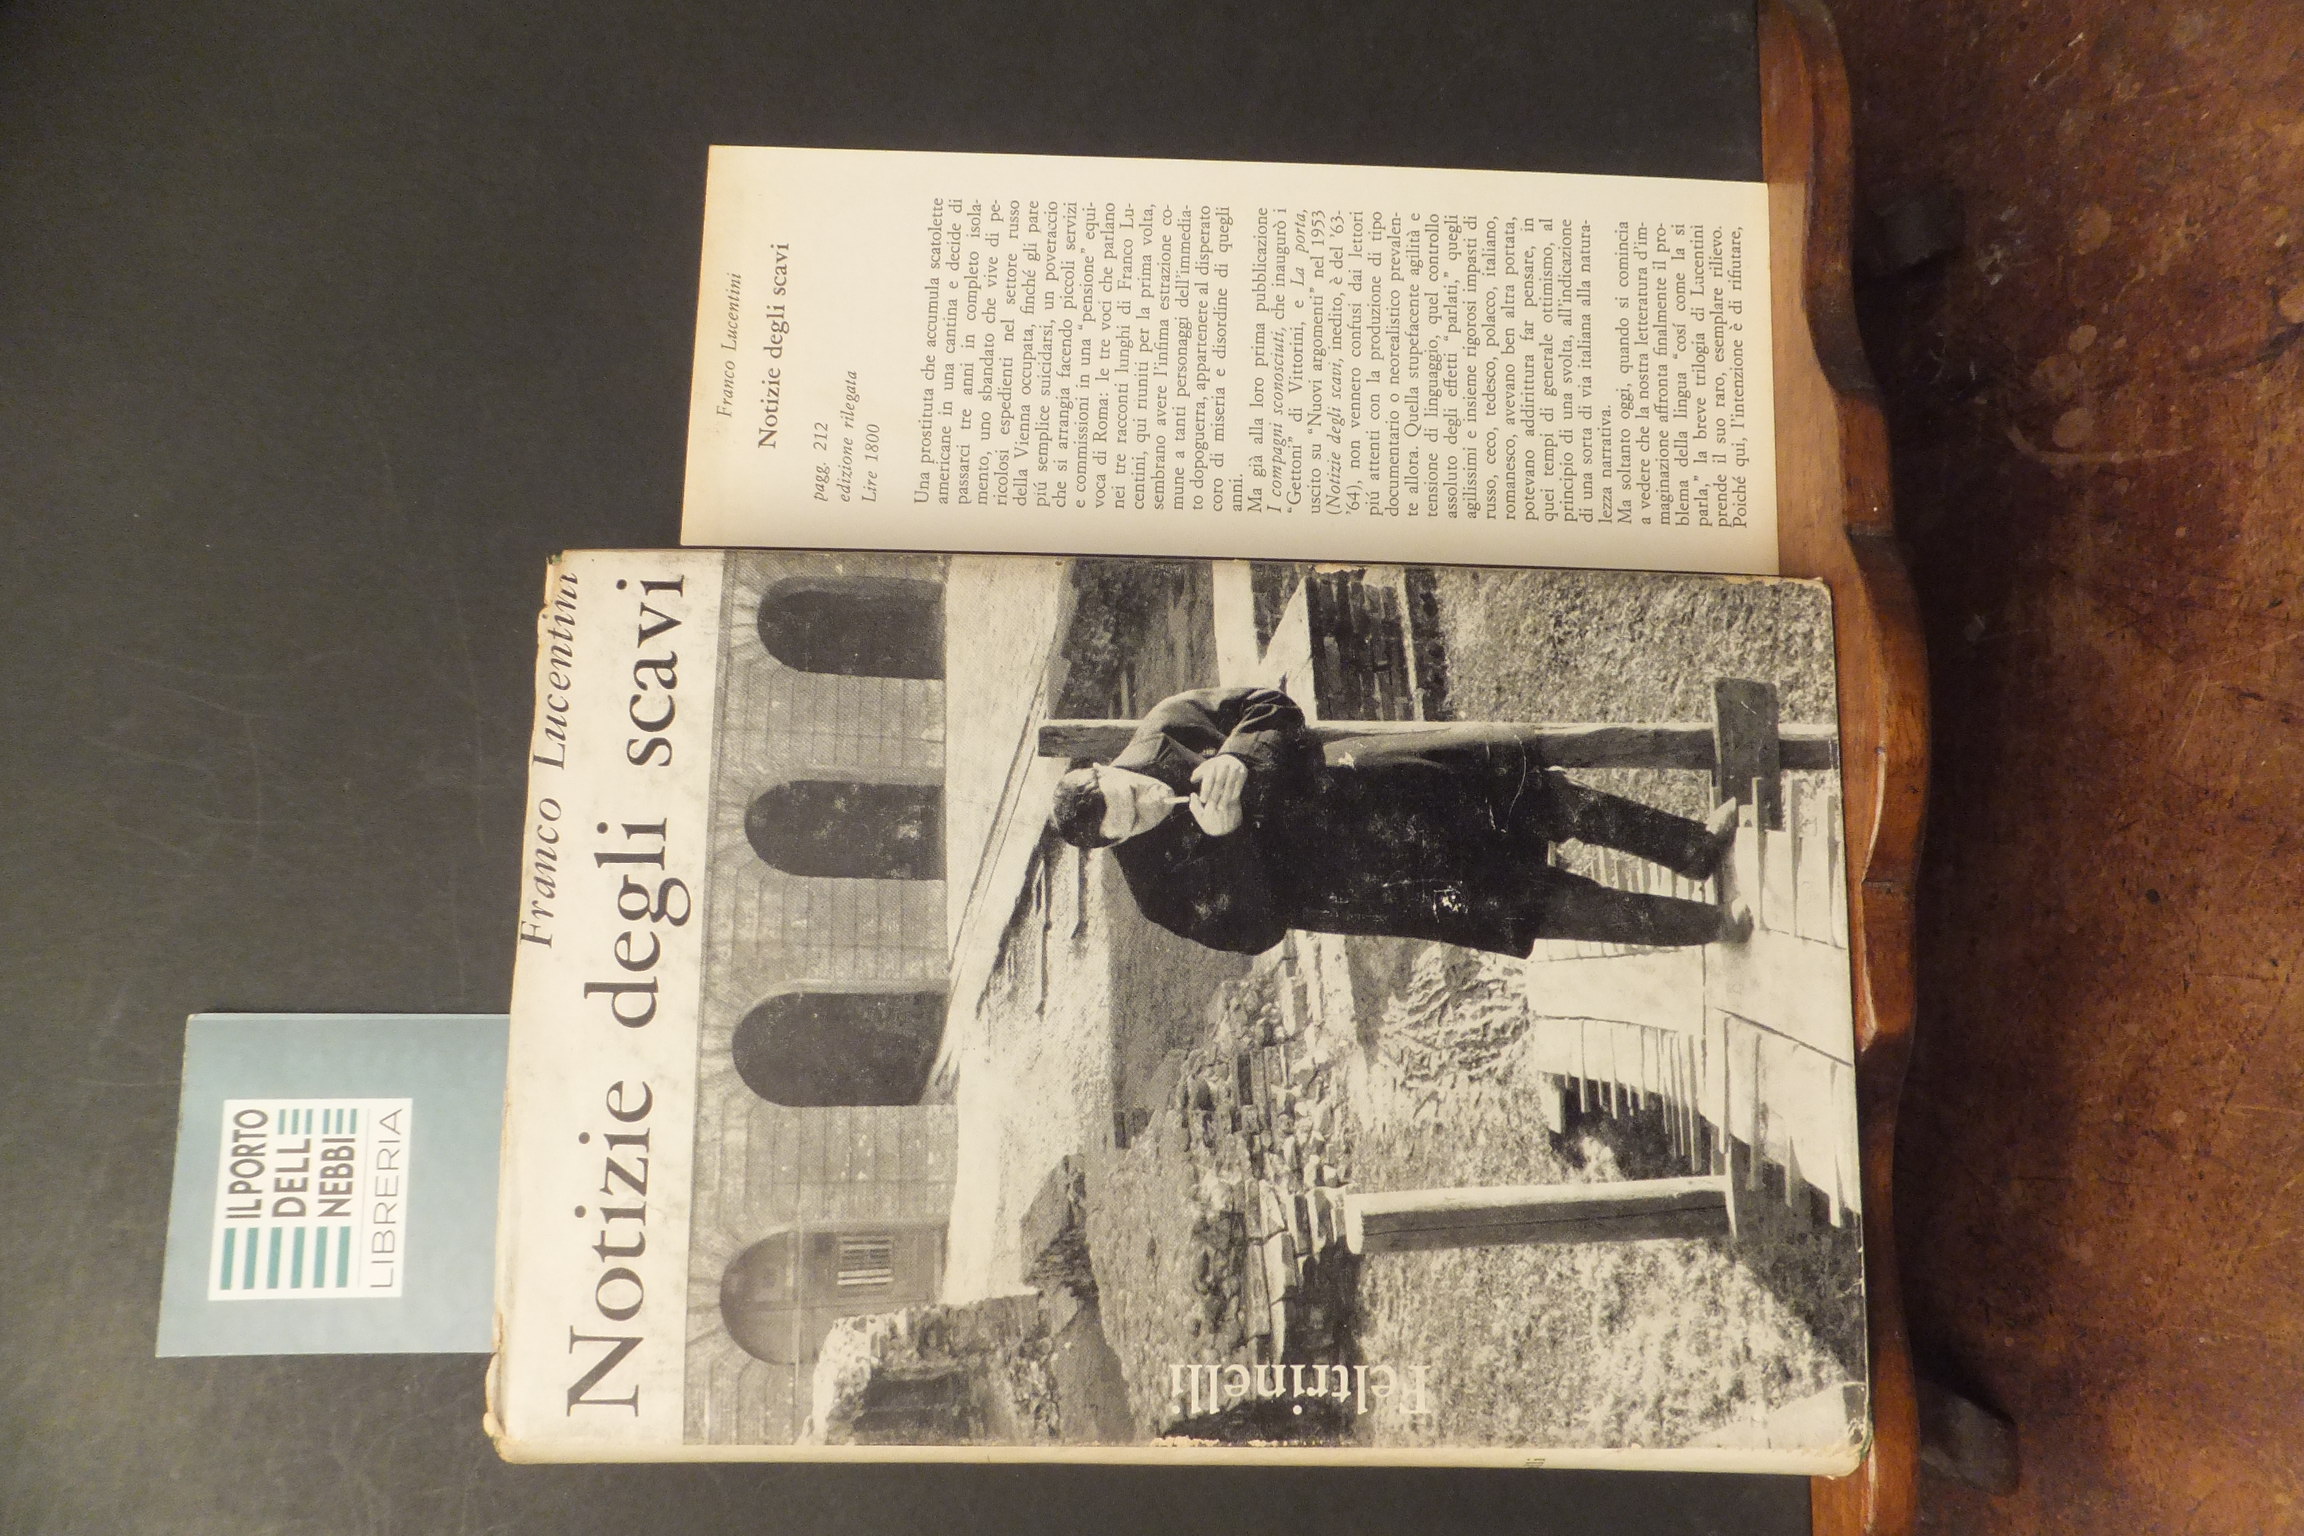 IL PORTO
DELLE
NEBBIE
LIBRERIA
Franco Lucentini
Notizie degli scavi
Feltrinelli
Franco Lucentini
Notizie degli scavi
pagg. 212
edizione rilegata
Lire 1800
Una prostituta che accumula scatolette
americane in una cantina e decide di
passarci tre anni in completo isola-
mento, uno sbandato che vive di pe-
ricolosi espedienti nel settore russo
della Vienna occupata, finché gli pare
piú semplice suicidarsi, un poveraccio
che si arrangia facendo piccoli servizi
e commissioni in una “pensione” equi-
voca di Roma: le tre voci che parlano
nei tre racconti lunghi di Franco Lu-
centini, qui riuniti per la prima volta,
sembrano avere l'infima estrazione co-
mune a tanti personaggi dell'immedia-
to dopoguerra, appartenere al disperato
coro di miseria e disordine di quegli
anni.
Ma già alla loro prima pubblicazione
I compagni sconosciuti, che inaugurò i
“Gettoni” di Vittorini, e La porta,
uscito su “Nuovi argomenti” nel 1953
(Notizie degli scavi, inedito, è del '63-
'64), non vennero confusi dai lettori
piú attenti con la produzione di tipo
documentario o neorealistico prevalen-
te allora. Quella stupefacente agilità e
tensione di linguaggio, quel controllo
assoluto degli effetti “parlati,” quegli
agilissimi e insieme rigorosi impasti di
russo, ceco, tedesco, polacco, italiano,
romanesco, avevano ben altra portata,
potevano addirittura far pensare, in
quei tempi di generale ottimismo, al
principio di una svolta, all'indicazione
di una sorta di via italiana alla natura-
lezza narrativa.
Ma soltanto oggi, quando si comincia
a vedere che la nostra letteratura d'im-
maginazione affronta finalmente il pro-
blema della lingua “cosí come la si
parla,” la breve trilogia di Lucentini
prende il suo raro, esemplare rilievo.
Poiché qui, l'intenzione è di rifiutare,